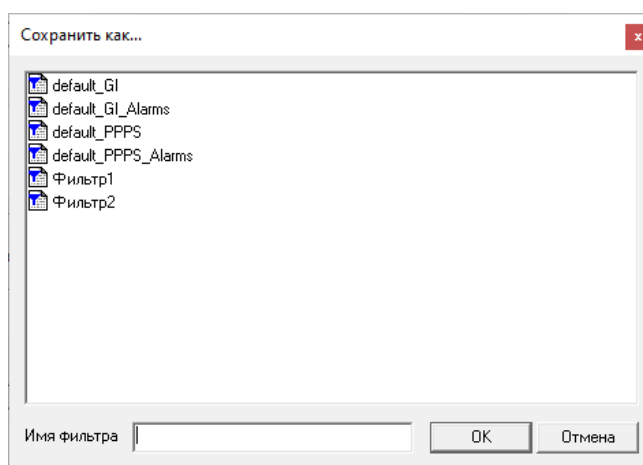 Сохранить как...
x
default_GI
default_GI_Alarms
default_PPPS
default_PPPS_Alarms
Фильтр1
Фильтр2
Имя фильтра
OK
Отмена